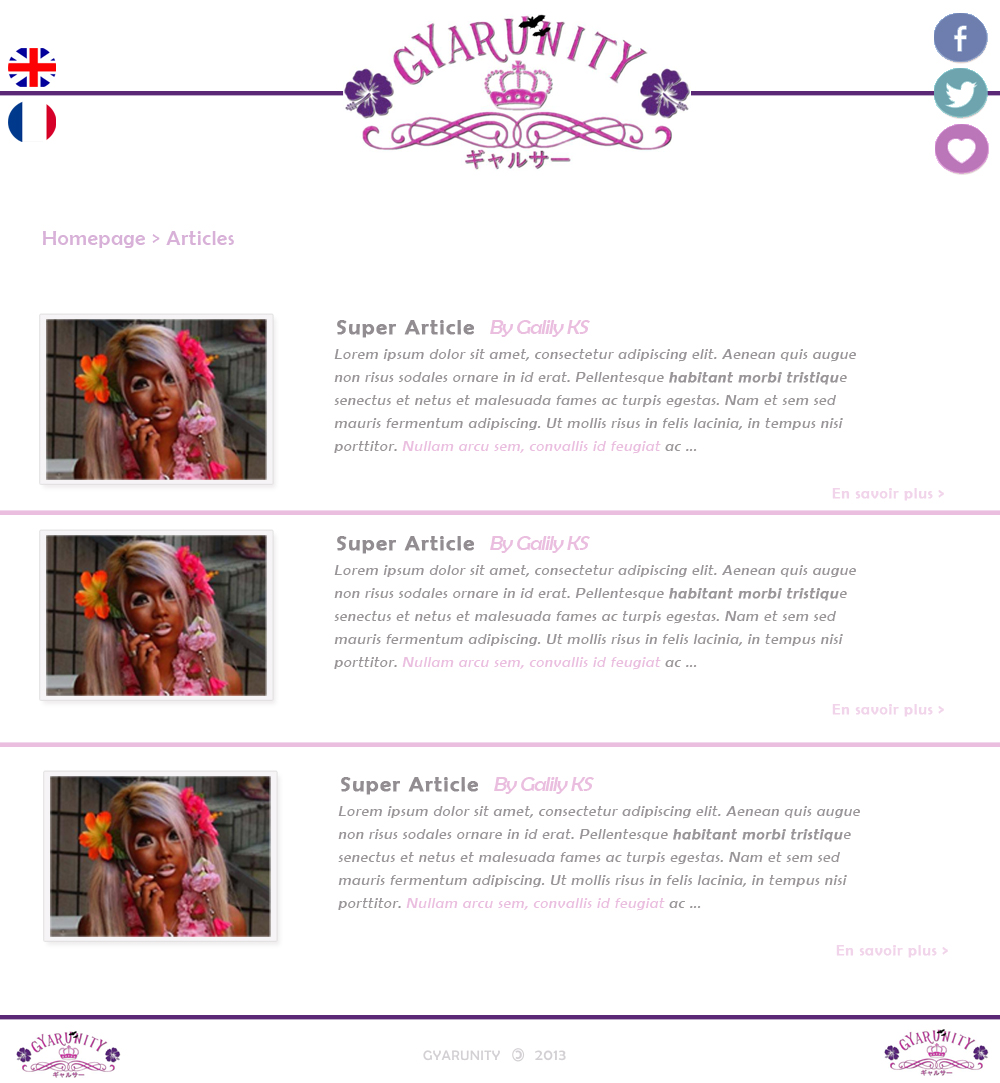 GYARUNITY
ギャルサー
Homepage > Articles
Super Article By Galily KS
Lorem ipsum dolor sit amet, consectetur adipiscing elit. Aenean quis augue
non risus sodales ornare in id erat. Pellentesque habitant morbi tristique
senectus et netus et malesuada fames ac turpis egestas. Nam et sem sed
mauris fermentum adipiscing. Ut mollis risus in felis lacinia, in tempus nisi
porttitor. Nullam arcu sem, convallis id feugiat ac ...
En savoir plus >
Super Article By Galily KS
Lorem ipsum dolor sit amet, consectetur adipiscing elit. Aenean quis augue
non risus sodales ornare in id erat. Pellentesque habitant morbi tristique
senectus et netus et malesuada fames ac turpis egestas. Nam et sem sed
mauris fermentum adipiscing. Ut mollis risus in felis lacinia, in tempus nisi
porttitor. Nullam arcu sem, convallis id feugiat ac ...
En savoir plus >
Super Article By Galily KS
Lorem ipsum dolor sit amet, consectetur adipiscing elit. Aenean quis augue
non risus sodales ornare in id erat. Pellentesque habitant morbi tristique
senectus et netus et malesuada fames ac turpis egestas. Nam et sem sed
mauris fermentum adipiscing. Ut mollis risus in felis lacinia, in tempus nisi
porttitor. Nullam arcu sem, convallis id feugiat ac ...
En savoir plus >
GYARUNITY
ギャルサー
GYARUNITY © 2013
GYARUNITY
ギャルサー